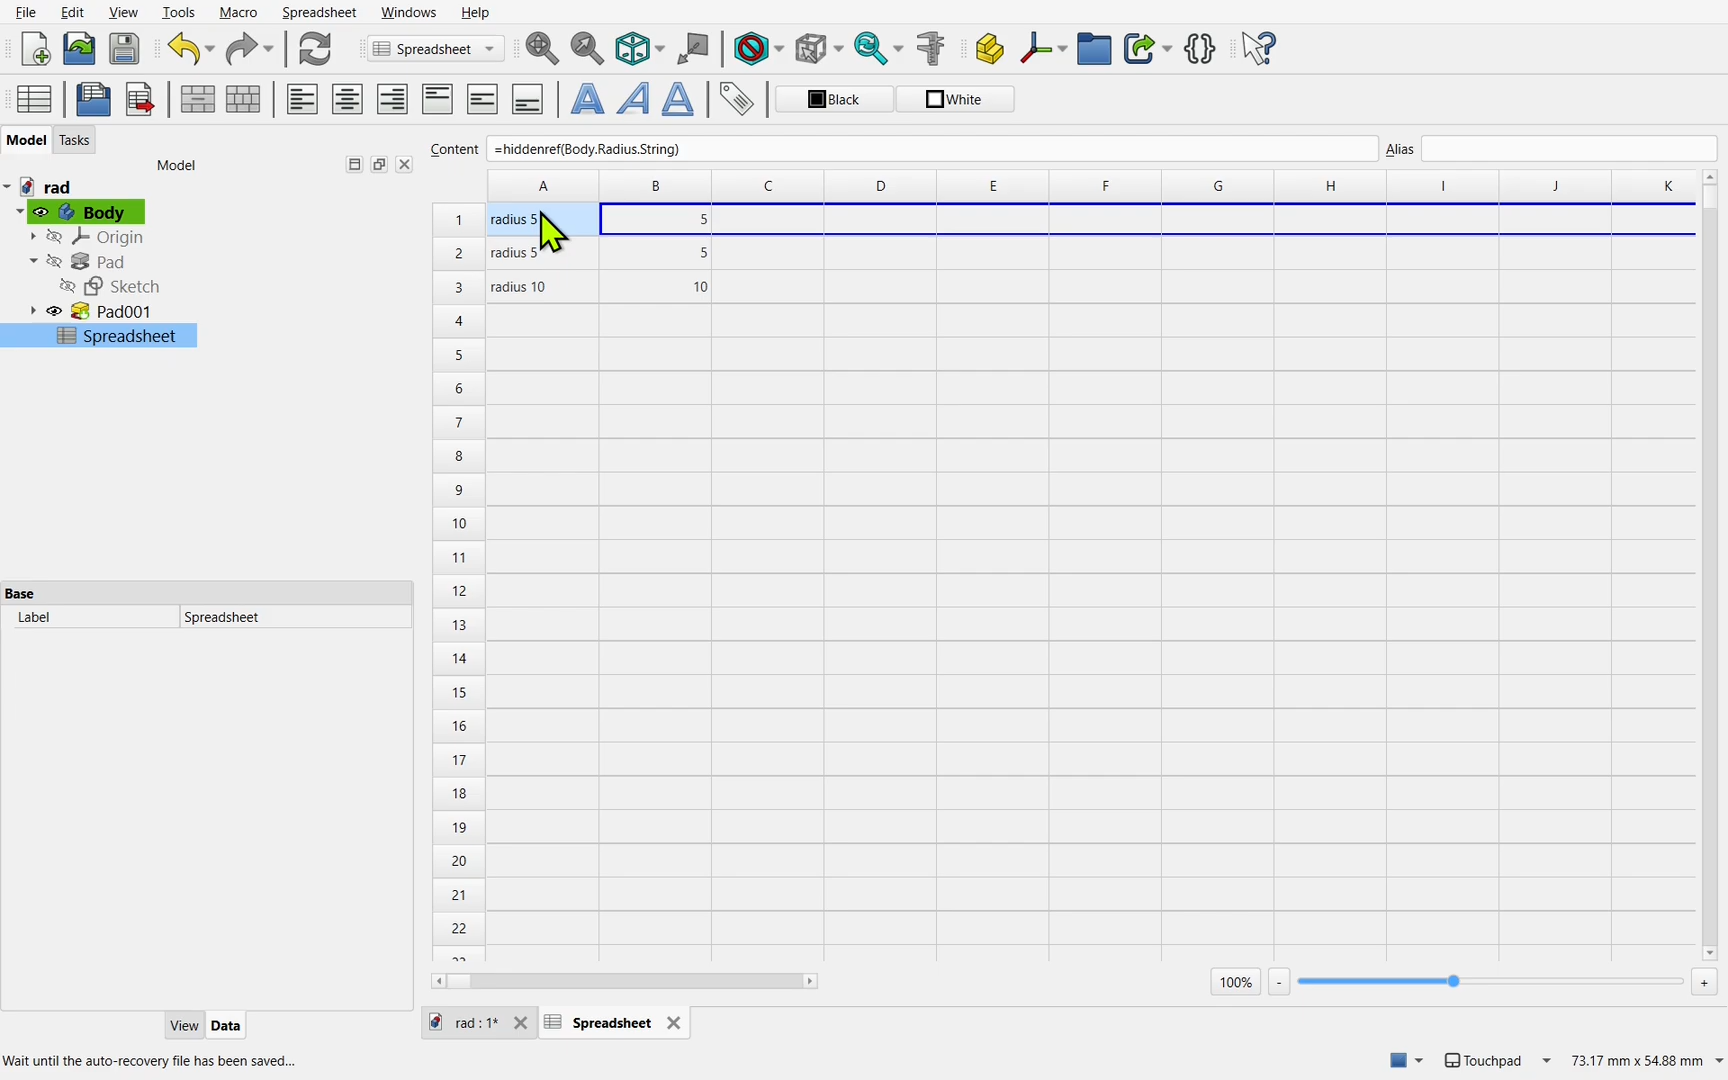 File Edit View Tools Macro Spreadsheet Windows Help
Spreadsheet
Black White
Model Tasks
Model
Content =hiddenref(Body.Radius.String) Alias
rad
Body
Origin
Pad
Sketch
Pad001
Spreadsheet
A B C D E F G H I J K
1 radius 5 5
2 radius 5 5
3 radius 10 10
4
5
6
7
8
9
10
11
12
13
14
15
16
17
18
19
20
21
22
Base
Label Spreadsheet
100% - +
View Data
rad : 1* Spreadsheet
Wait until the auto-recovery file has been saved...
Touchpad 73.17 mm x 54.88 mm